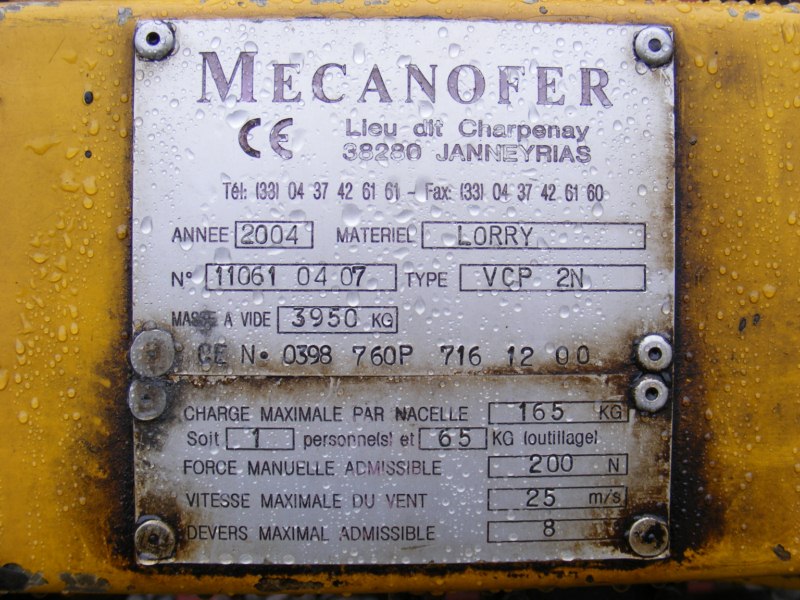 MECANOFER
CE Lieu dit Charpenay
38280 JANNEYRIAS
Tél: (33) 04 37 42 61 61 - Fax: (33) 04 37 42 61 60
ANNEE 2004 MATERIEL LORRY
N° 11061 04 07 TYPE VCP 2N
MASSE A VIDE 3950 KG
CE N• 0398 760P 716 12 00
CHARGE MAXIMALE PAR NACELLE 165 KG
Soit 1 personne(s) et 65 KG (outillage)
FORCE MANUELLE ADMISSIBLE 200 N
VITESSE MAXIMALE DU VENT 25 m/s
DEVERS MAXIMAL ADMISSIBLE 8